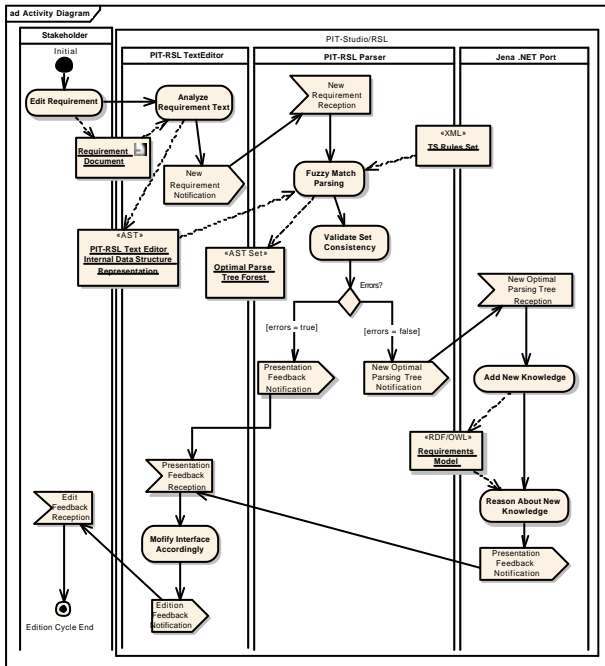 ad Activity Diagram
Stakeholder
PIT-Studio/RSL
PIT-RSL TextEditor
PIT-RSL Parser
Jena .NET Port
Initial
Edit Requirement
Analyze
Requirement Text
New
Requirement
Reception
Requirement
Document
New
Requirement
Notification
«XML»
TS Rules Set
Fuzzy Match
Parsing
«AST»
PIT-RSL Text Editor
Internal Data Structure
Representation
Validate Set
Consistency
«AST Set»
Optimal Parse
Tree Forest
Errors?
New Optimal
Parsing Tree
Reception
[errors = true]
[errors = false]
Presentation
Feedback
Notification
New Optimal
Parsing Tree
Notification
Add New Knowledge
«RDF/OWL»
Requirements
Model
Presentation
Feedback
Reception
Edit
Feedback
Reception
Reason About New
Knowledge
Mofify Interface
Accordingly
Presentation
Feedback
Notification
Edition
Feedback
Notification
Edition Cycle End